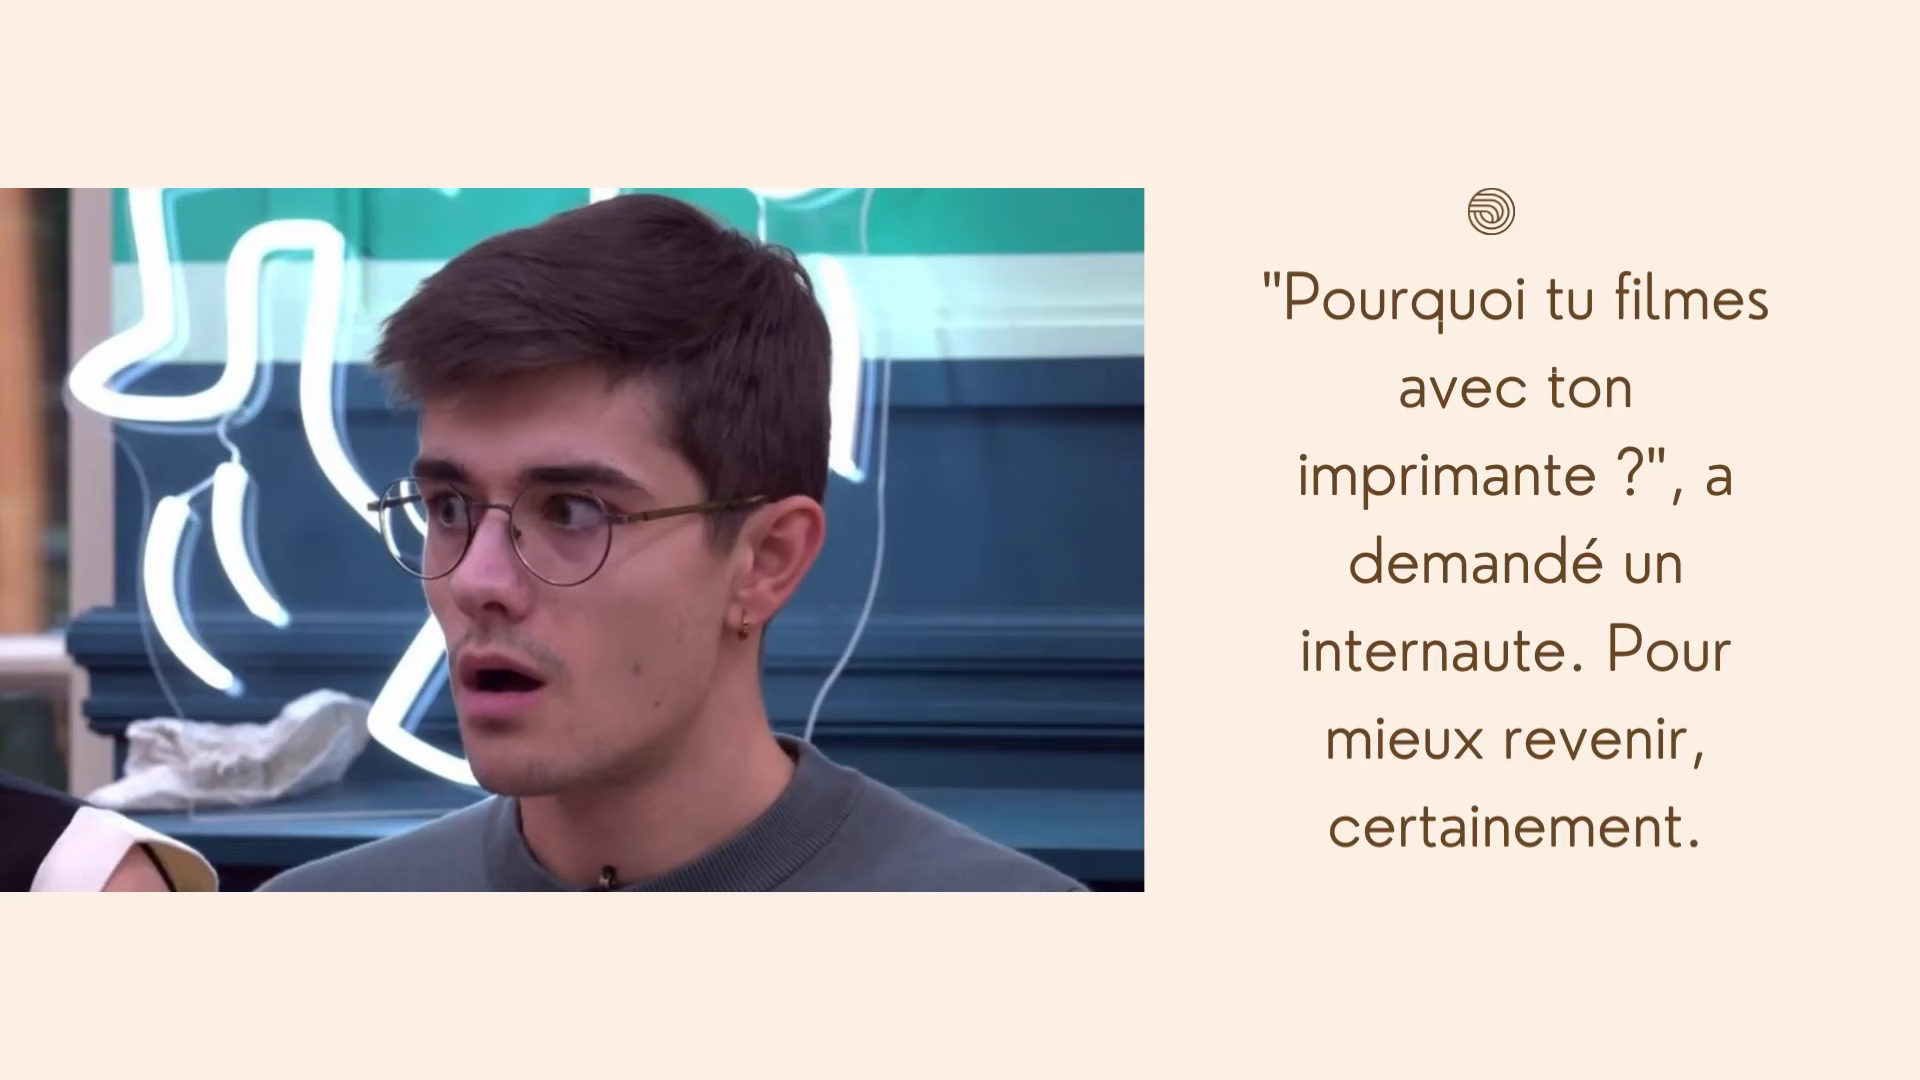 "Pourquoi tu filmes
avec ton
imprimante ?", a
demandé un
internaute. Pour
mieux revenir,
certainement.